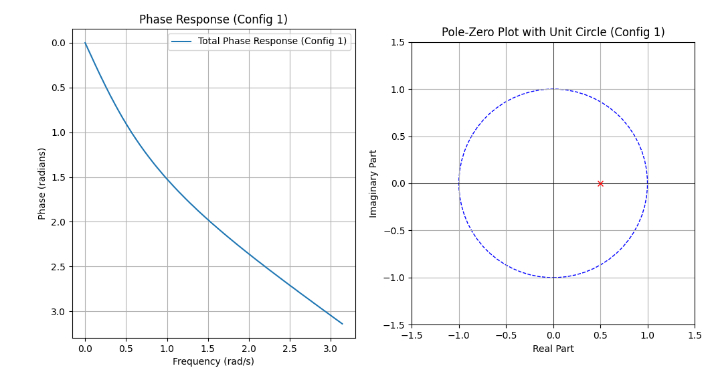 Phase Response (Config 1)
Total Phase Response (Config 1)
0.0
0.5
1.0
1.5
2.0
2.5
3.0
Phase (radians)
0.0 0.5 1.0 1.5 2.0 2.5 3.0
Frequency (rad/s)
Pole-Zero Plot with Unit Circle (Config 1)
1.5
1.0
0.5
0.0
−0.5
−1.0
−1.5
Imaginary Part
−1.5 −1.0 −0.5 0.0 0.5 1.0 1.5
Real Part